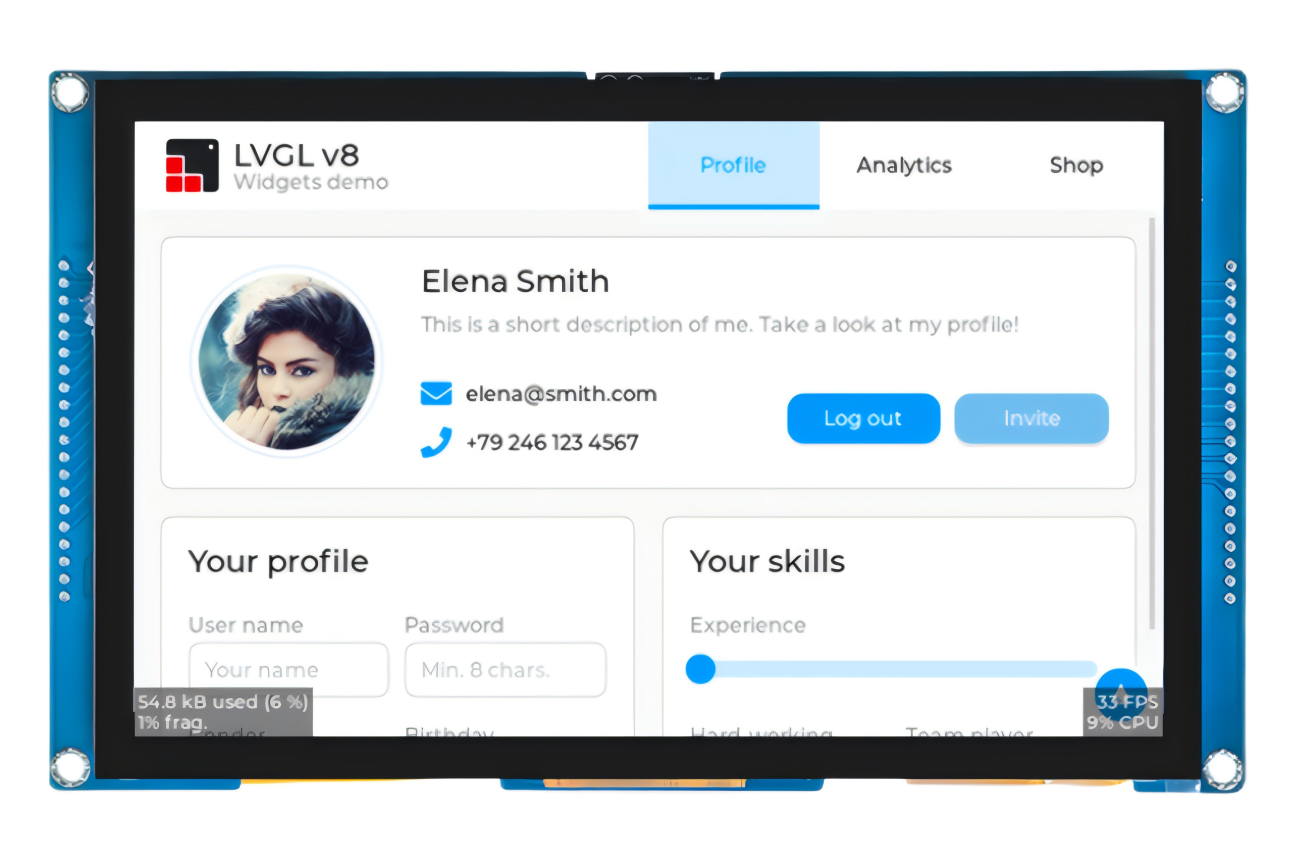 LVGL v8
Widgets demo
Profile
Analytics
Shop
Elena Smith
This is a short description of me. Take a look at my profile!
elena@smith.com
+79 246 123 4567
Log out
Invite
Your profile
User name
Password
Your name
Min. 8 chars.
Your skills
Experience
54.8 kB used (6 %)
1% frag.
33 FPS
9% CPU
Birthday
Hard working
Team player